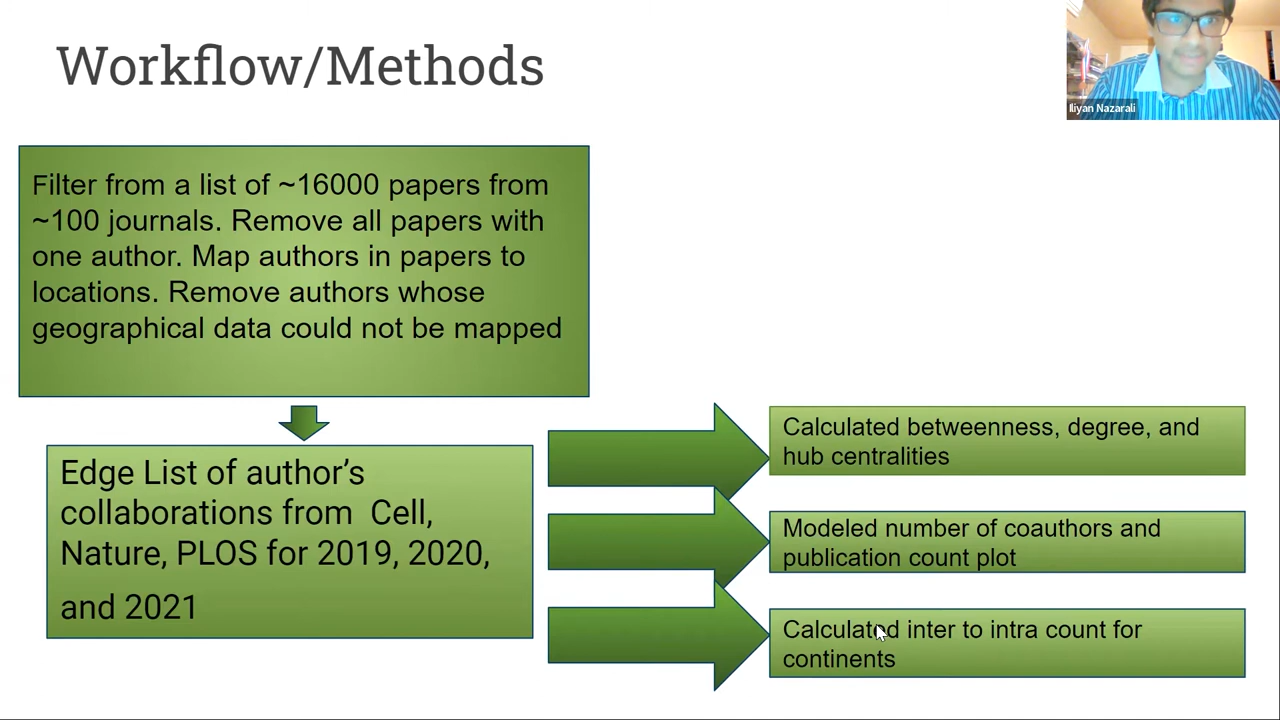 Workflow/Methods
Iliyan Nazarali
Filter from a list of ~16000 papers from
~100 journals. Remove all papers with
one author. Map authors in papers to
locations. Remove authors whose
geographical data could not be mapped
Edge List of author’s
collaborations from  Cell,
Nature, PLOS for 2019, 2020,
and 2021
Calculated betweenness, degree, and
hub centralities
Modeled number of coauthors and
publication count plot
Calculated inter to intra count for
continents